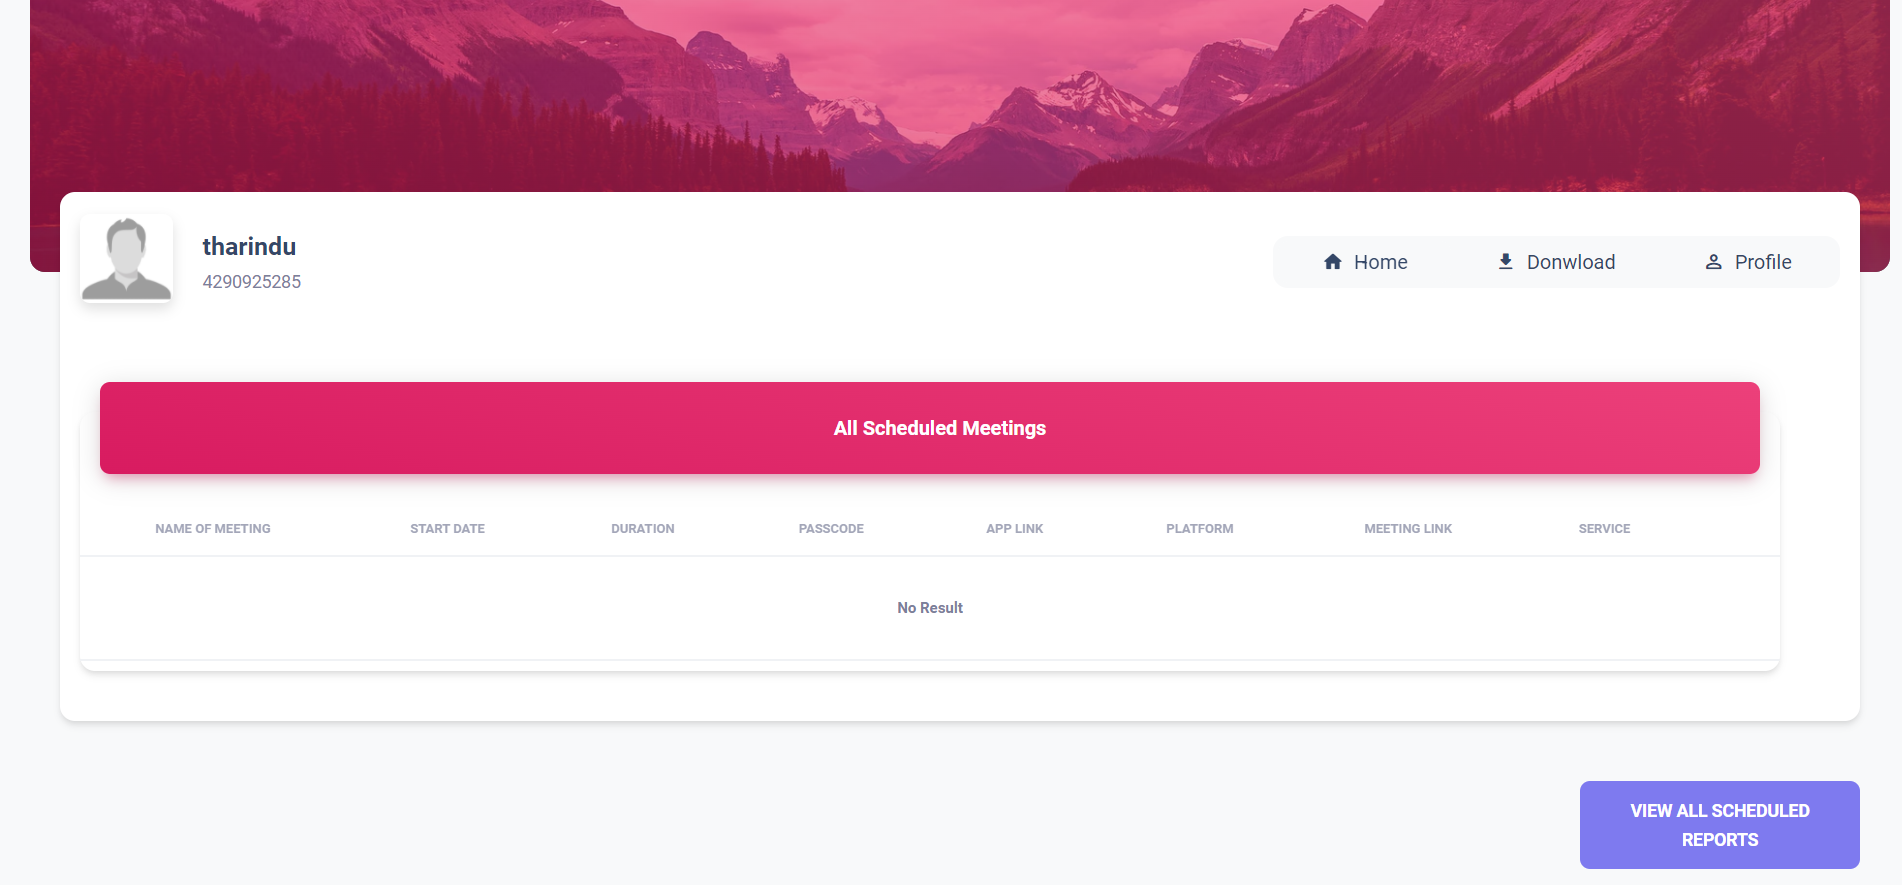 tharindu
4290925285
Home
Donwload
Profile
All Scheduled Meetings
NAME OF MEETING
START DATE
DURATION
PASSCODE
APP LINK
PLATFORM
MEETING LINK
SERVICE
No Result
VIEW ALL SCHEDULED
REPORTS